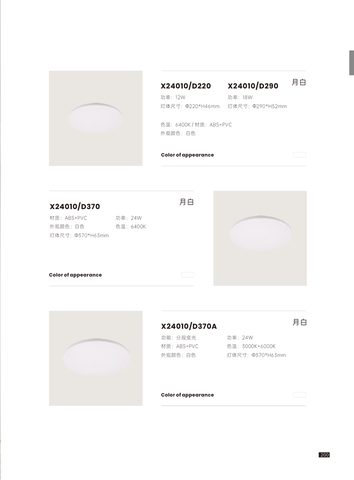 X24010/D220 X24010/D290 月白
功率: 12W 功率: 18W
灯体尺寸: Φ220*H46mm 灯体尺寸: Φ290*H52mm
色温: 6400K / 材质: ABS+PVC
外观颜色: 白色
Color of appearance
X24010/D370 月白
材质: ABS+PVC 功率: 24W
外观颜色: 白色 色温: 6400K
灯体尺寸: Φ370*H63mm
Color of appearance
X24010/D370A 月白
功能: 分段变光 功率: 24W
材质: ABS+PVC 色温: 3000K+6000K
外观颜色: 白色 灯体尺寸: Φ370*H63mm
Color of appearance
200